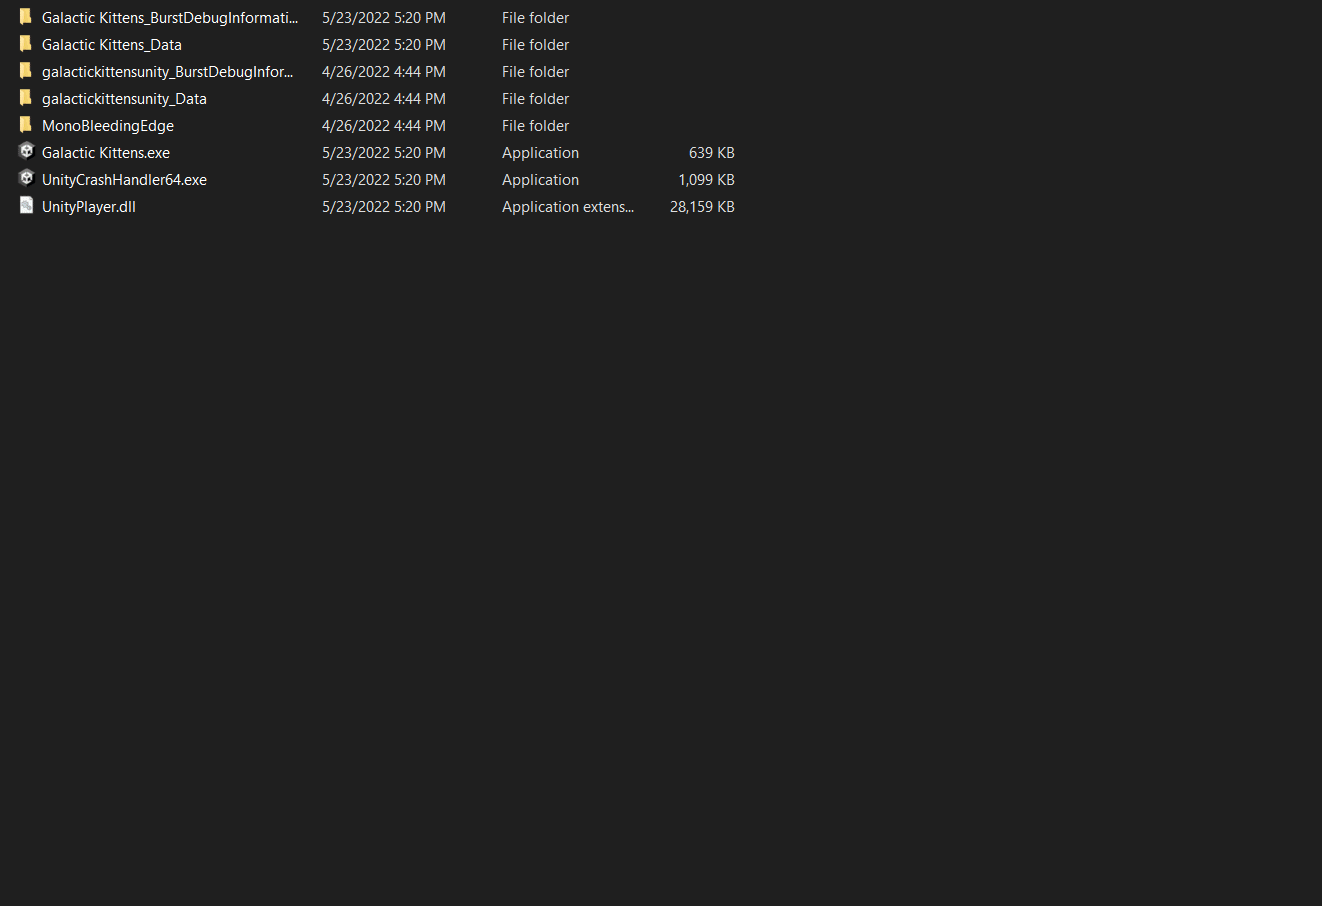 Galactic Kittens_BurstDebugInformati... 5/23/2022 5:20 PM File folder
Galactic Kittens_Data 5/23/2022 5:20 PM File folder
galactickittensunity_BurstDebugInfor... 4/26/2022 4:44 PM File folder
galactickittensunity_Data 4/26/2022 4:44 PM File folder
MonoBleedingEdge 4/26/2022 4:44 PM File folder
Galactic Kittens.exe 5/23/2022 5:20 PM Application 639 KB
UnityCrashHandler64.exe 5/23/2022 5:20 PM Application 1,099 KB
UnityPlayer.dll 5/23/2022 5:20 PM Application extens... 28,159 KB